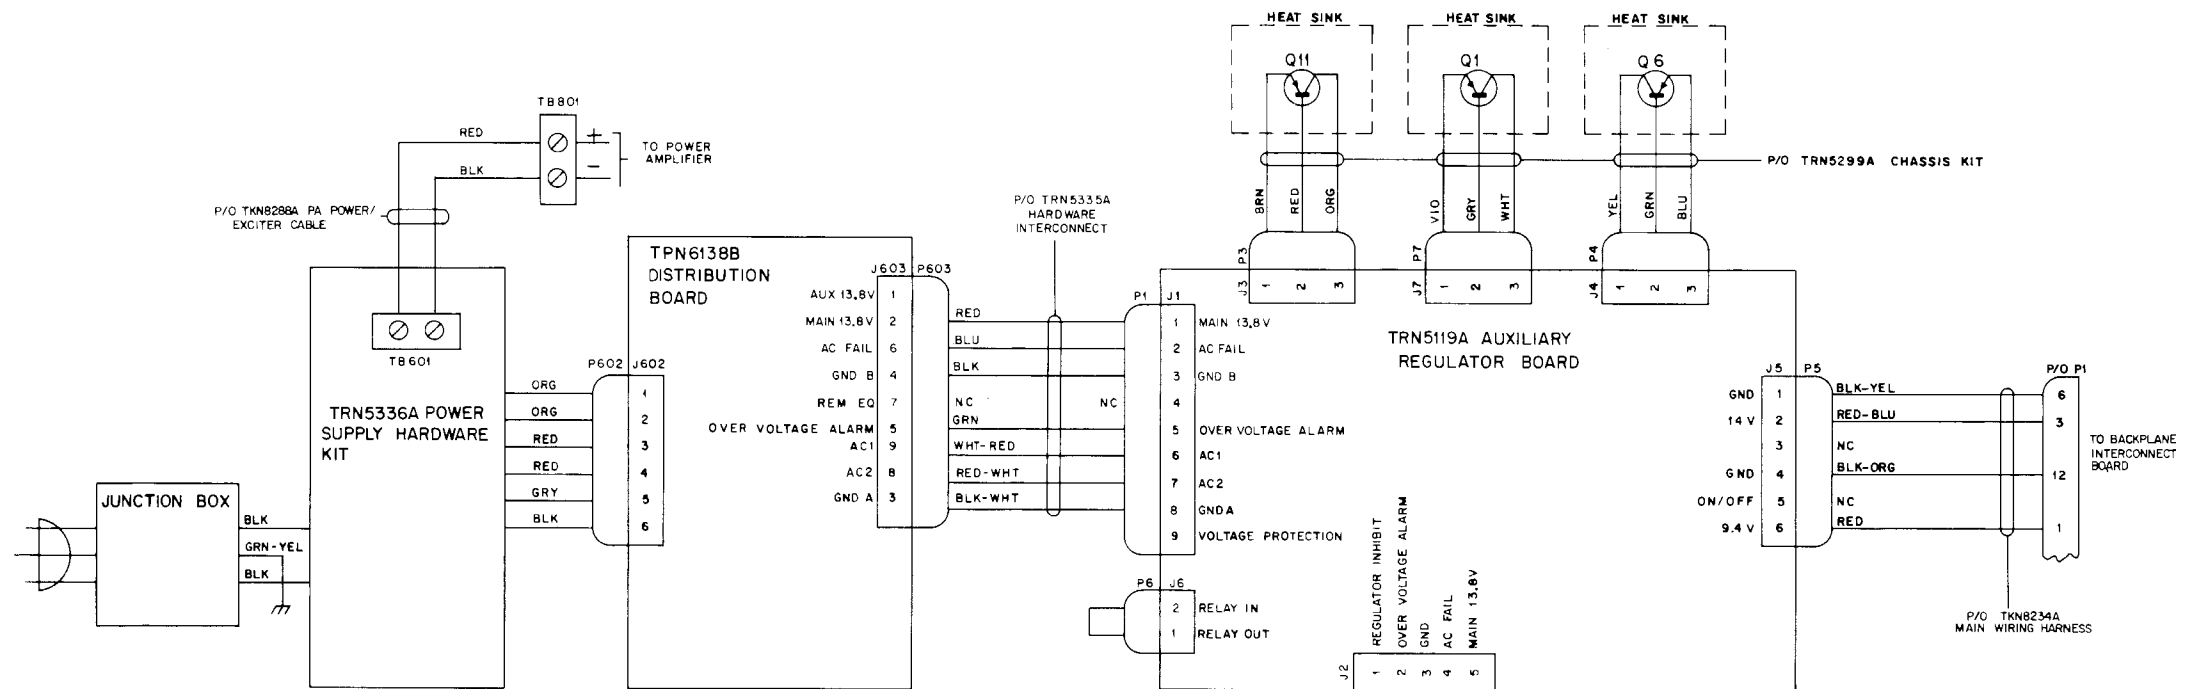 HEAT SINK
HEAT SINK
HEAT SINK
Q11
Q1
Q6
TB801
RED
+
TO POWER
AMPLIFIER
BLK
-
P/O TRN5299A CHASSIS KIT
P/O TKN8288A PA POWER/
EXCITER CABLE
P/O TRN5335A
HARDWARE
INTERCONNECT
BRN
RED
ORG
VIO
GRY
WHT
YEL
GRN
BLU
P3
P7
P4
J3
1
2
3
J7
1
2
3
J4
1
2
3
TB601
TRN5336A POWER
SUPPLY HARDWARE
KIT
JUNCTION BOX
BLK
GRN-YEL
BLK
ORG
ORG
RED
RED
GRY
BLK
P602 J602
1
2
3
4
5
6
TPN6138B
DISTRIBUTION
BOARD
J603 P603
AUX 13.8V 1
MAIN 13.8V 2 RED
AC FAIL 6 BLU
GND B 4 BLK
REM EQ 7 NC
OVER VOLTAGE ALARM 5 GRN
AC1 9 WHT-RED
AC2 8 RED-WHT
GND A 3 BLK-WHT
P1 J1
1 MAIN 13.8V
2 AC FAIL
3 GND B
NC 4
5 OVER VOLTAGE ALARM
6 AC1
7 AC2
8 GND A
9 VOLTAGE PROTECTION
P6 J6
2 RELAY IN
1 RELAY OUT
TRN5119A AUXILIARY
REGULATOR BOARD
J2
1 REGULATOR INHIBIT
2 OVER VOLTAGE ALARM
3 GND
4 AC FAIL
5 MAIN 13.8V
J5 P5
GND 1 BLK-YEL
14 V 2 RED-BLU
3 NC
GND 4 BLK-ORG
ON/OFF 5 NC
9.4 V 6 RED
P/O P1
6
3
12
1
TO BACKPLANE
INTERCONNECT
BOARD
P/O TKN8234A
MAIN WIRING HARNESS